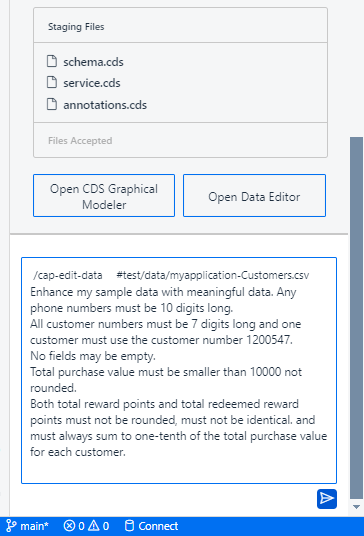 Staging Files
schema.cds
service.cds
annotations.cds
Files Accepted
Open CDS Graphical
Modeler
Open Data Editor
/cap-edit-data #test/data/myapplication-Customers.csv
Enhance my sample data with meaningful data. Any
phone numbers must be 10 digits long.
All customer numbers must be 7 digits long and one
customer must use the customer number 1200547.
No fields may be empty.
Total purchase value must be smaller than 10000 not
rounded.
Both total reward points and total redeemed reward
points must not be rounded, must not be identical. and
must always sum to one-tenth of the total purchase value
for each customer.
main* 0 0 Connect